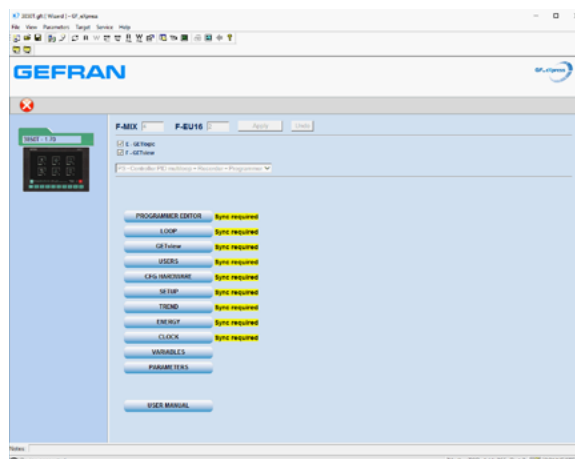 File View Parameters Target Service Help
GEFRAN
GF_eXpress
F-MIX F-EU16 Apply Undo
E - GETsepc
F - GETview
PROGRAMMER EDITOR Sync required
LOOP Sync required
GETview Sync required
USERS Sync required
CFG HARDWARE Sync required
SETUP Sync required
TREND Sync required
ENERGY Sync required
CLOCK Sync required
VARIABLES
PARAMETERS
USER MANUAL
Notes